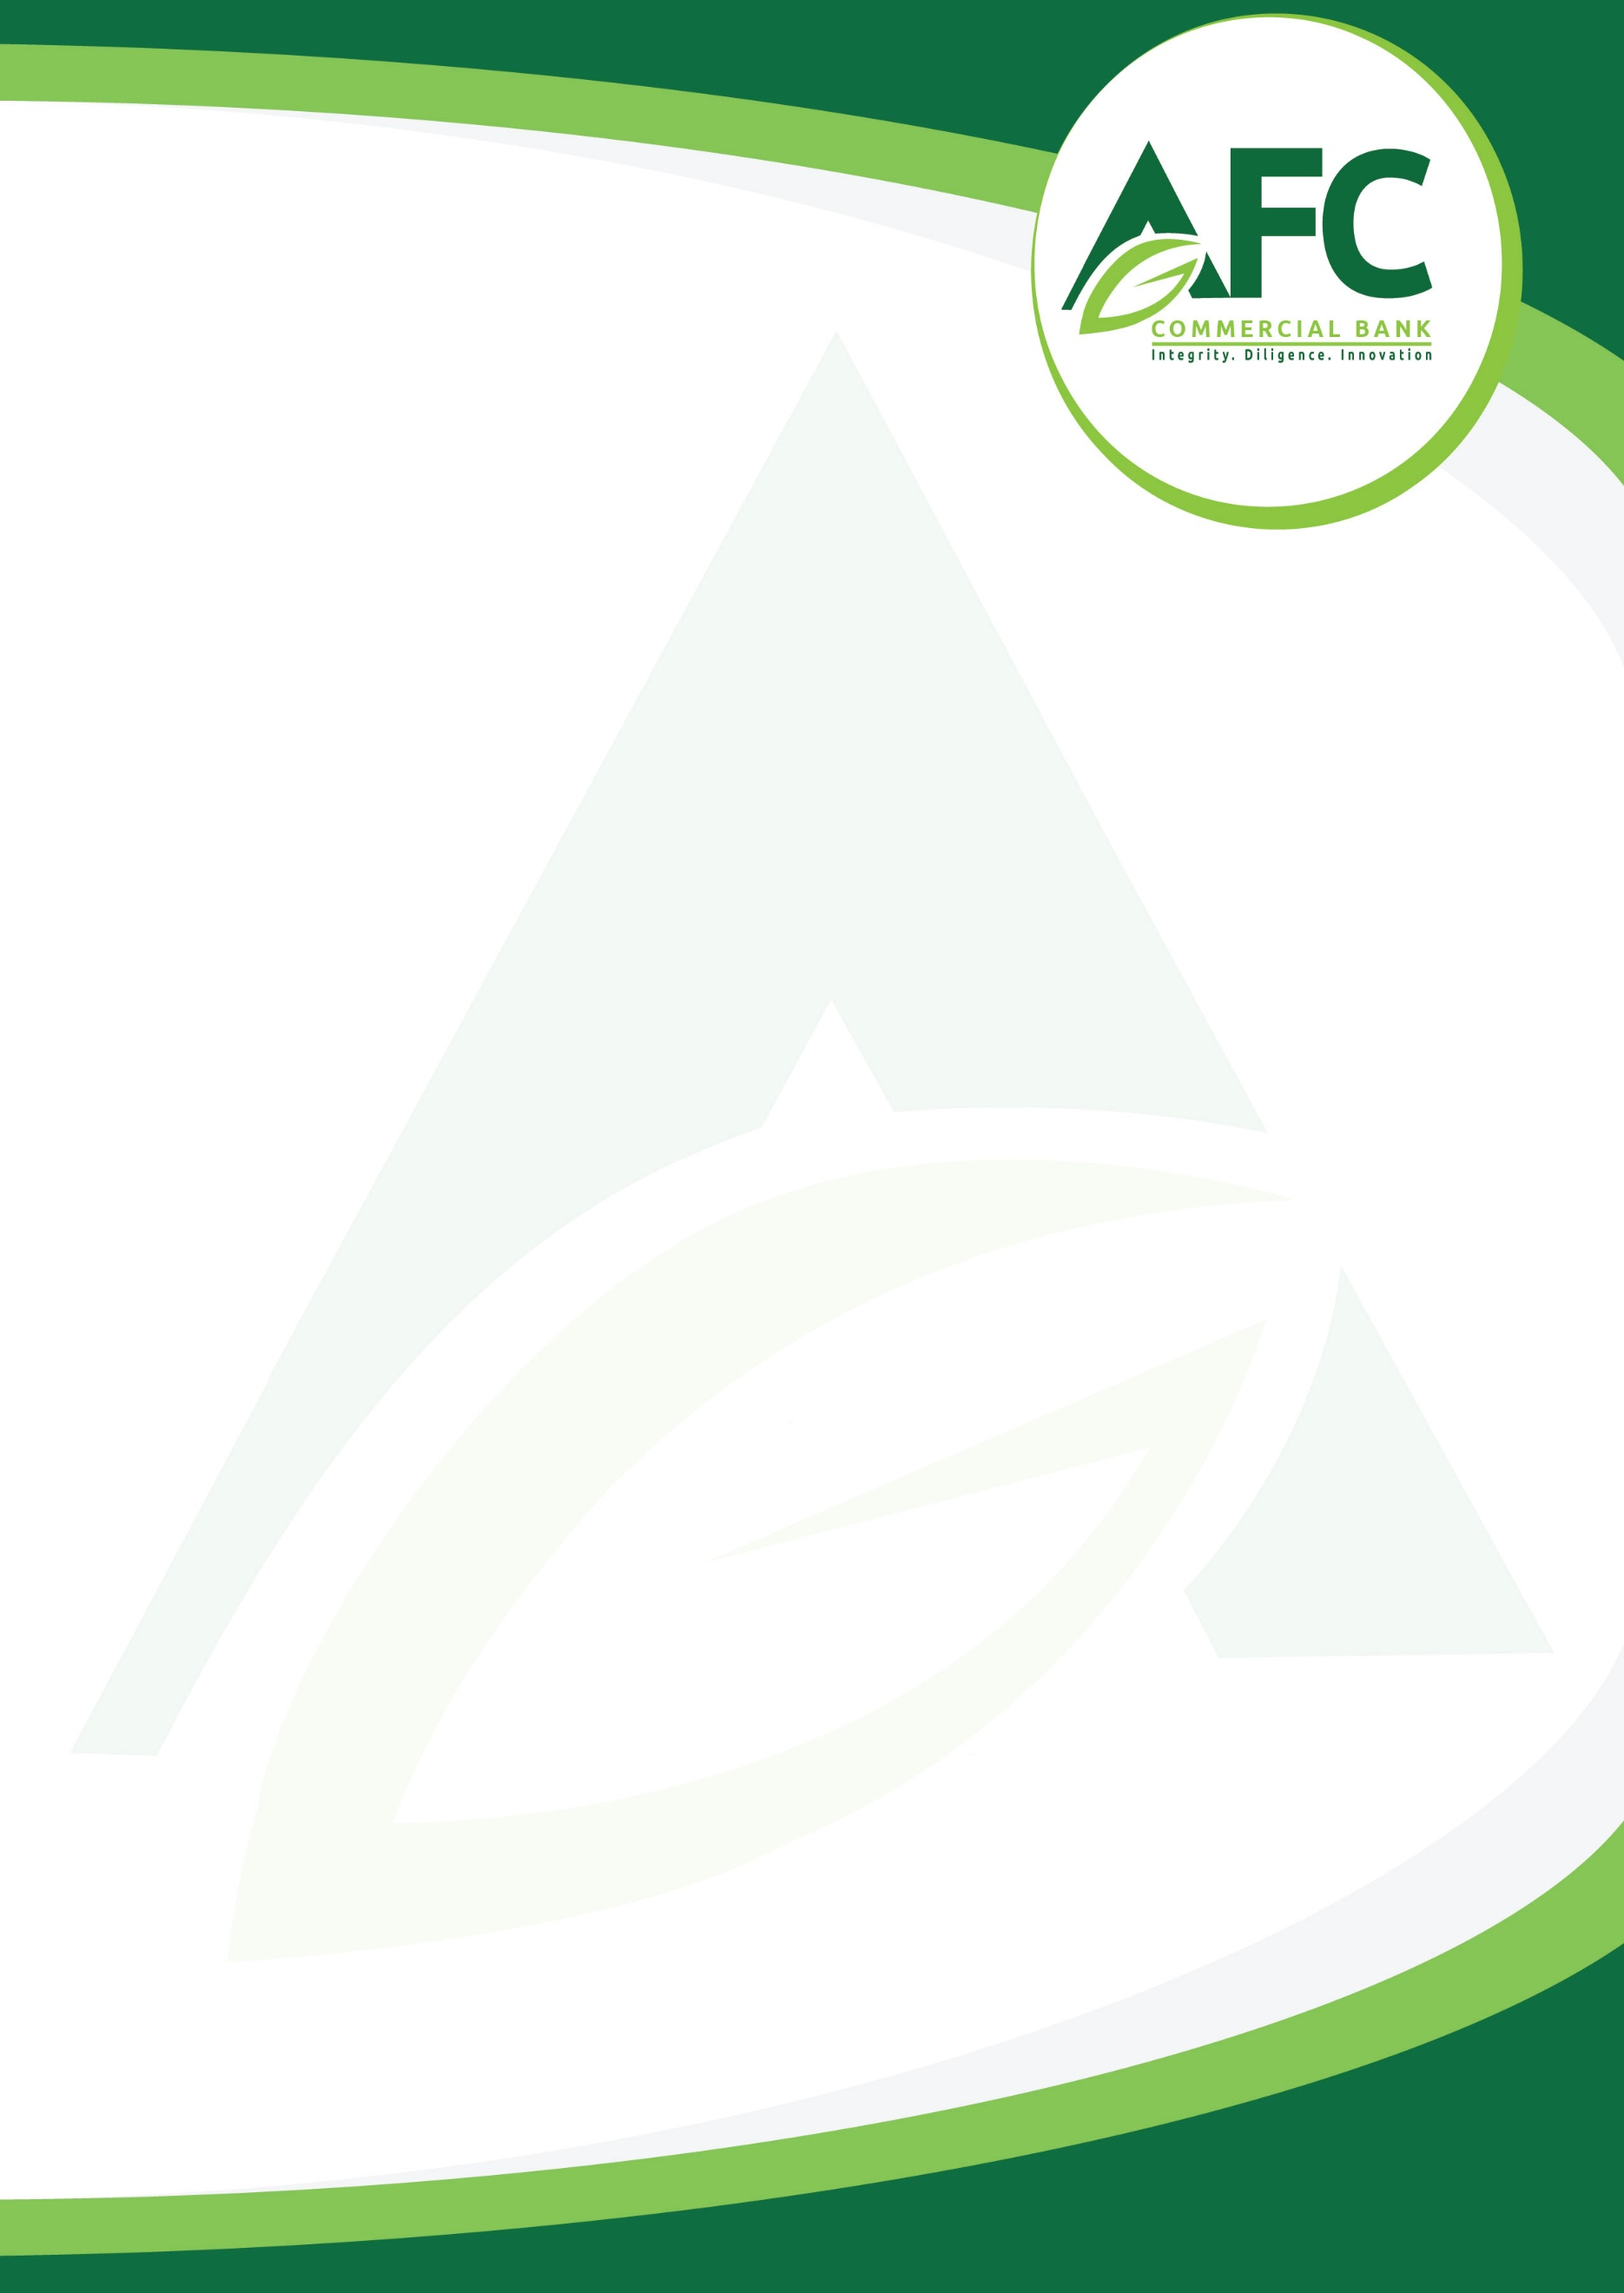 AFC
COMMERCIAL BANK
Integrity. Diligence. Innovation